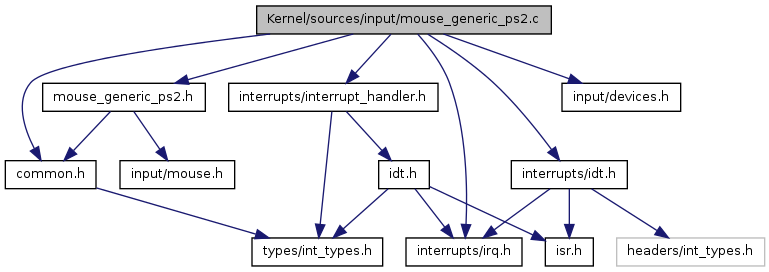 Kernel/sources/input/mouse_generic_ps2.c
mouse_generic_ps2.h
interrupts/interrupt_handler.h
input/devices.h
common.h
input/mouse.h
idt.h
interrupts/idt.h
types/int_types.h
interrupts/irq.h
isr.h
headers/int_types.h